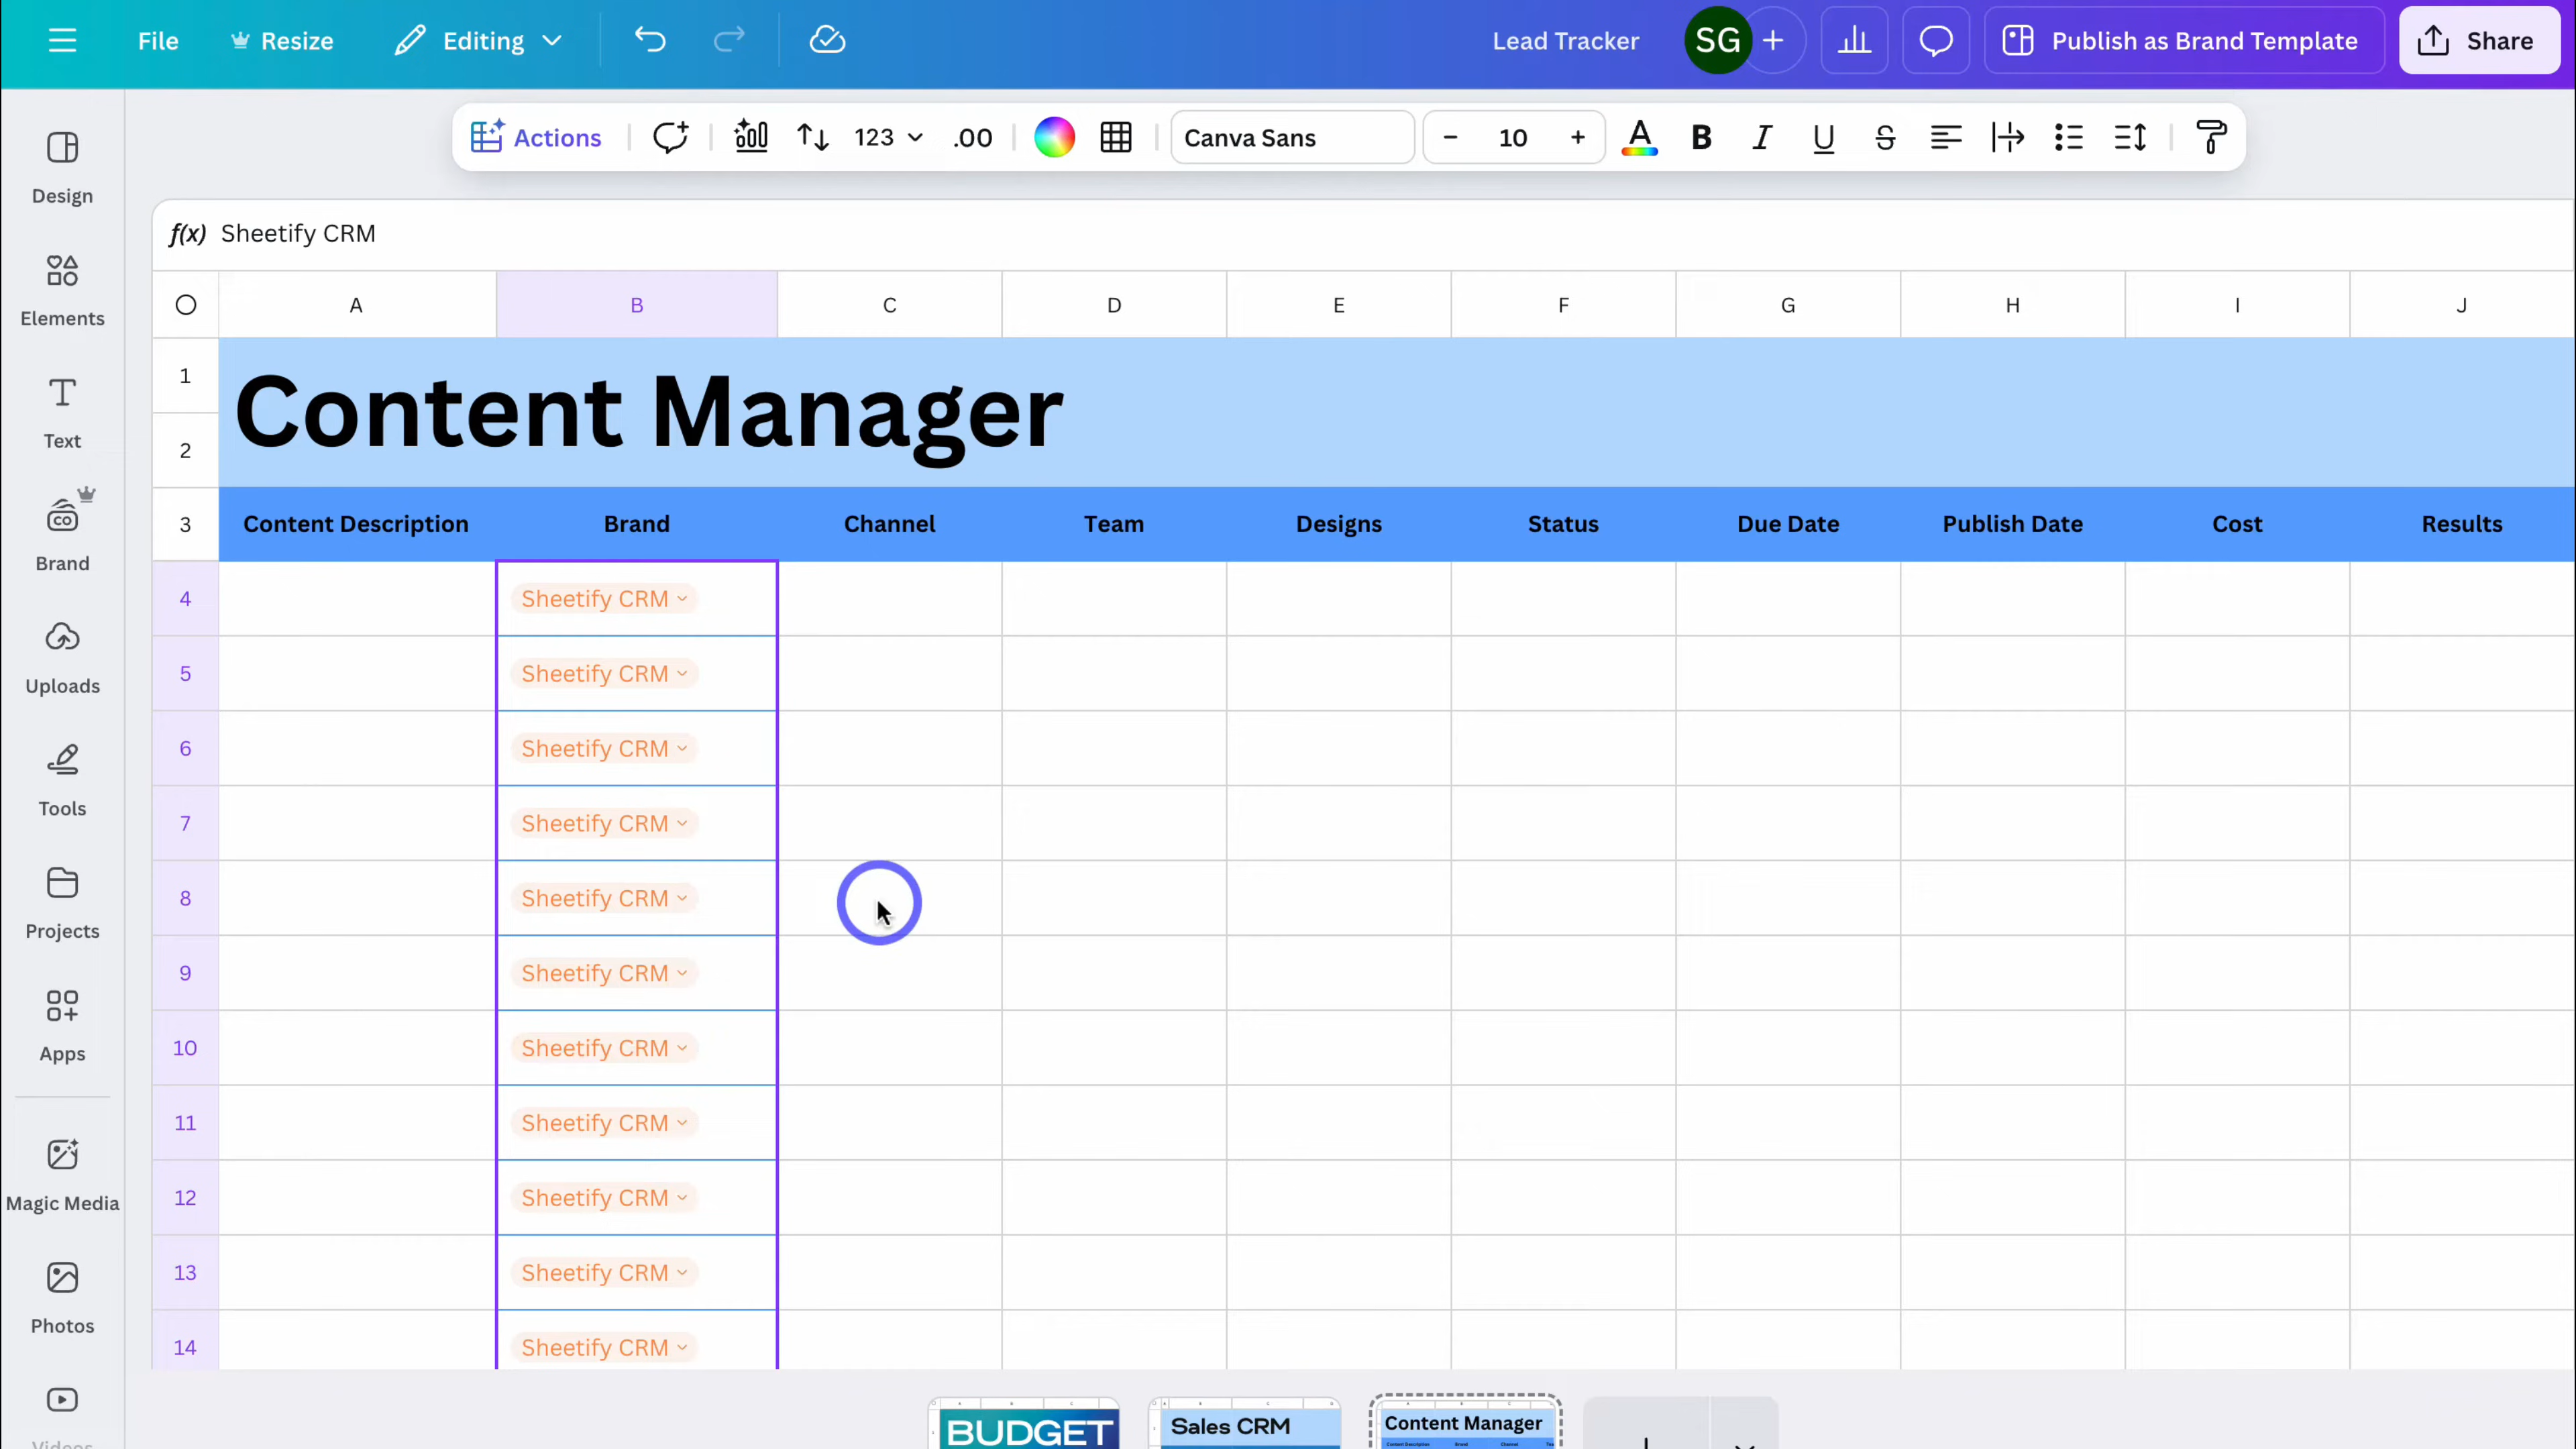 File Resize Editing Lead Tracker SG Publish as Brand Template Share
Actions 123 .00 Canva Sans - 10 + A B I U S
Design
Elements
Text
Brand
Uploads
Tools
Projects
Apps
Magic Media
Photos
f(x) Sheetify CRM
A B C D E F G H I J
1
2
Content Manager
3 Content Description Brand Channel Team Designs Status Due Date Publish Date Cost Results
4 Sheetify CRM
5 Sheetify CRM
6 Sheetify CRM
7 Sheetify CRM
8 Sheetify CRM
9 Sheetify CRM
10 Sheetify CRM
11 Sheetify CRM
12 Sheetify CRM
13 Sheetify CRM
14 Sheetify CRM
BUDGET Sales CRM Content Manager